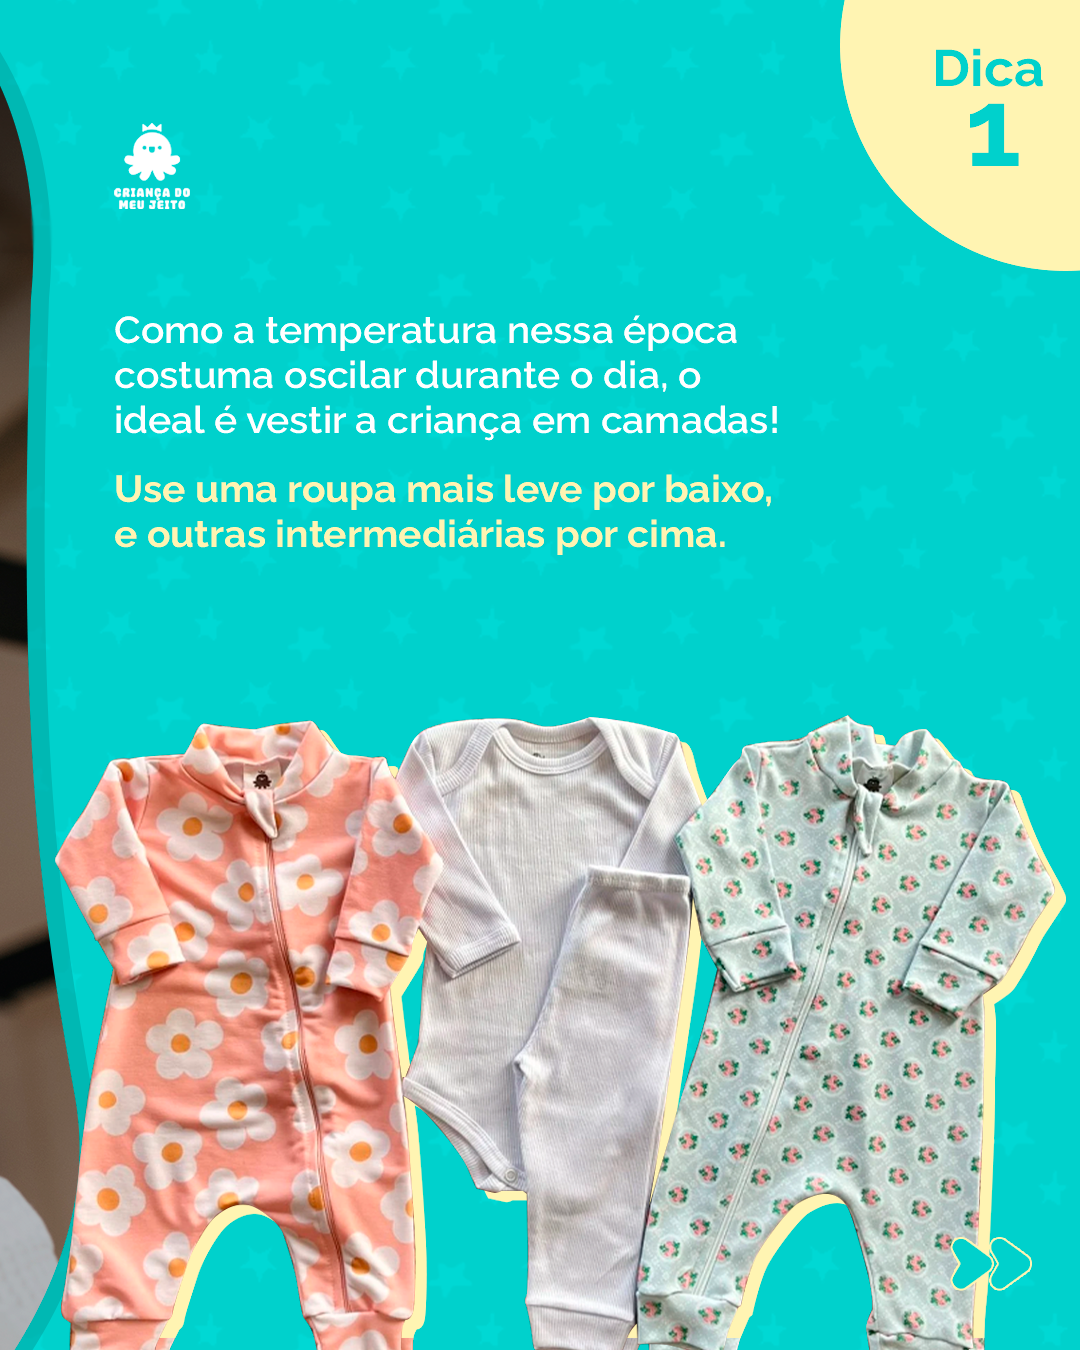 Dica
1
CRIANÇA DO
MEU JEITO
Como a temperatura nessa época
costuma oscilar durante o dia, o
ideal é vestir a criança em camadas!
Use uma roupa mais leve por baixo,
e outras intermediárias por cima.